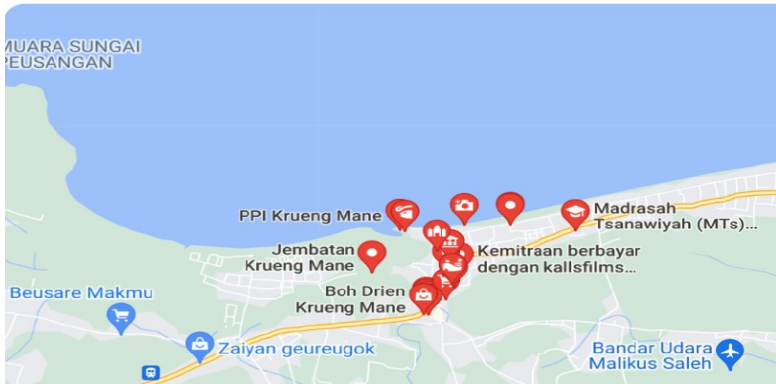 MUARA SUNGAI
PEUSANGAN
PPI Krueng Mane
Madrasah
Tsanawiyah (MTs)...
Jembatan
Krueng Mane
Kemitraan berbayar
dengan kallsfilms...
Boh Drien
Krueng Mane
Beusare Makmu
Zaiyan geureugok
Bandar Udara
Malikus Saleh